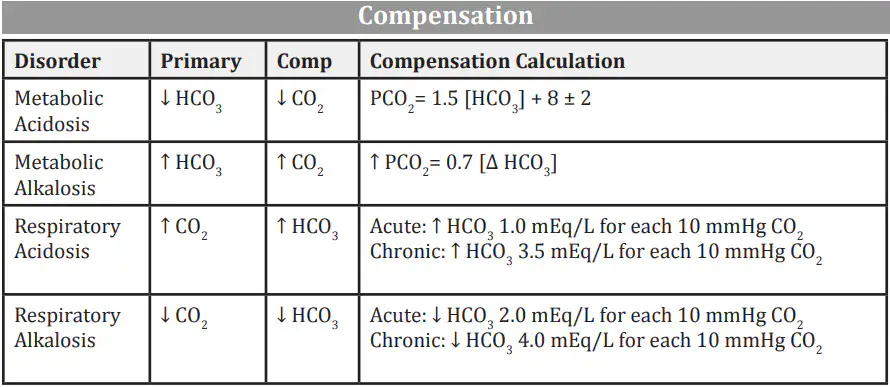 Compensation
Disorder Primary Comp Compensation Calculation
Metabolic Acidosis ↓ HCO₃ ↓ CO₂ PCO₂= 1.5 [HCO₃] + 8 ± 2
Metabolic Alkalosis ↑ HCO₃ ↑ CO₂ ↑ PCO₂= 0.7 [Δ HCO₃]
Respiratory Acidosis ↑ CO₂ ↑ HCO₃ Acute: ↑ HCO₃ 1.0 mEq/L for each 10 mmHg CO₂
Chronic: ↑ HCO₃ 3.5 mEq/L for each 10 mmHg CO₂
Respiratory Alkalosis ↓ CO₂ ↓ HCO₃ Acute: ↓ HCO₃ 2.0 mEq/L for each 10 mmHg CO₂
Chronic: ↓ HCO₃ 4.0 mEq/L for each 10 mmHg CO₂